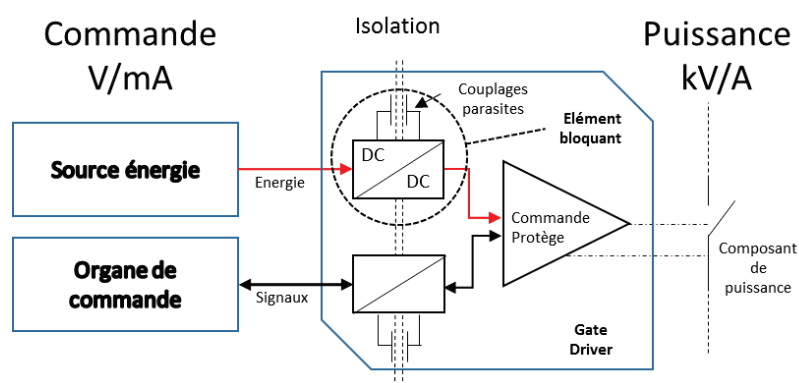 Commande
V/mA
Isolation
Puissance
kV/A
Couplages
parasites
Elément
bloquant
Source énergie
Energie
DC
DC
Commande
Protège
Organe de
commande
Signaux
Composant
de
puissance
Gate
Driver